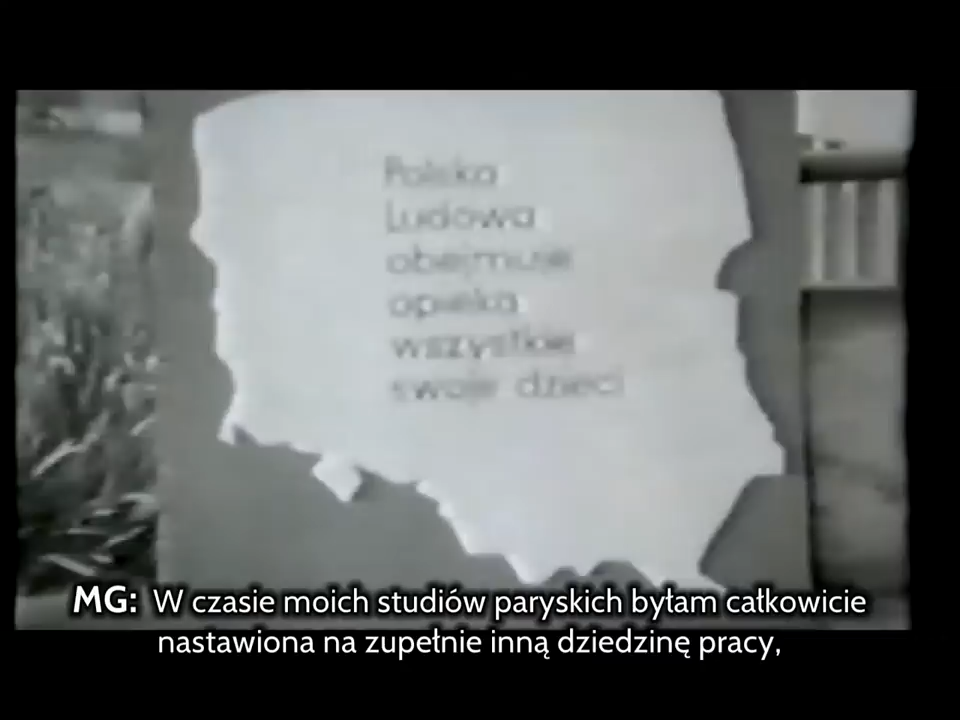 Polska
Ludowa
obejmuje
opieką
wszystkie
swoje dzieci
MG: W czasie moich studiów paryskich byłam całkowicie
nastawiona na zupełnie inną dziedzinę pracy,